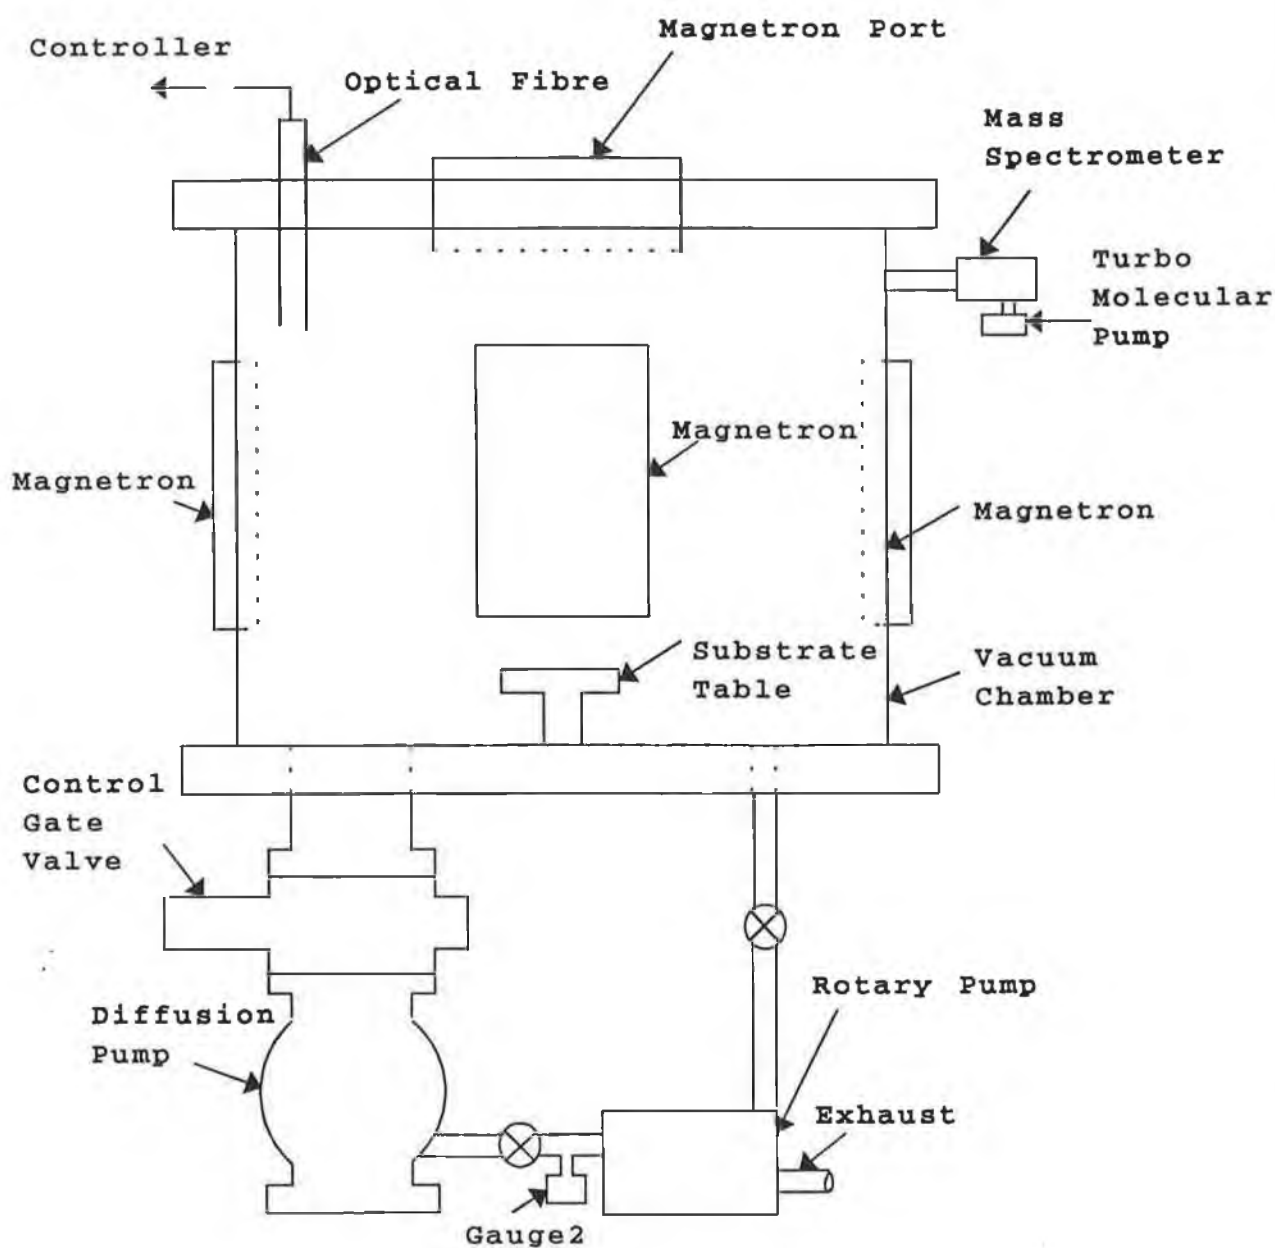 Controller
Optical Fibre
Magnetron Port
Mass
Spectrometer
Turbo
Molecular
Pump
Magnetron
Magnetron
Magnetron
Substrate
Table
Vacuum
Chamber
Control
Gate
Valve
Diffusion
Pump
Rotary Pump
Exhaust
Gauge2